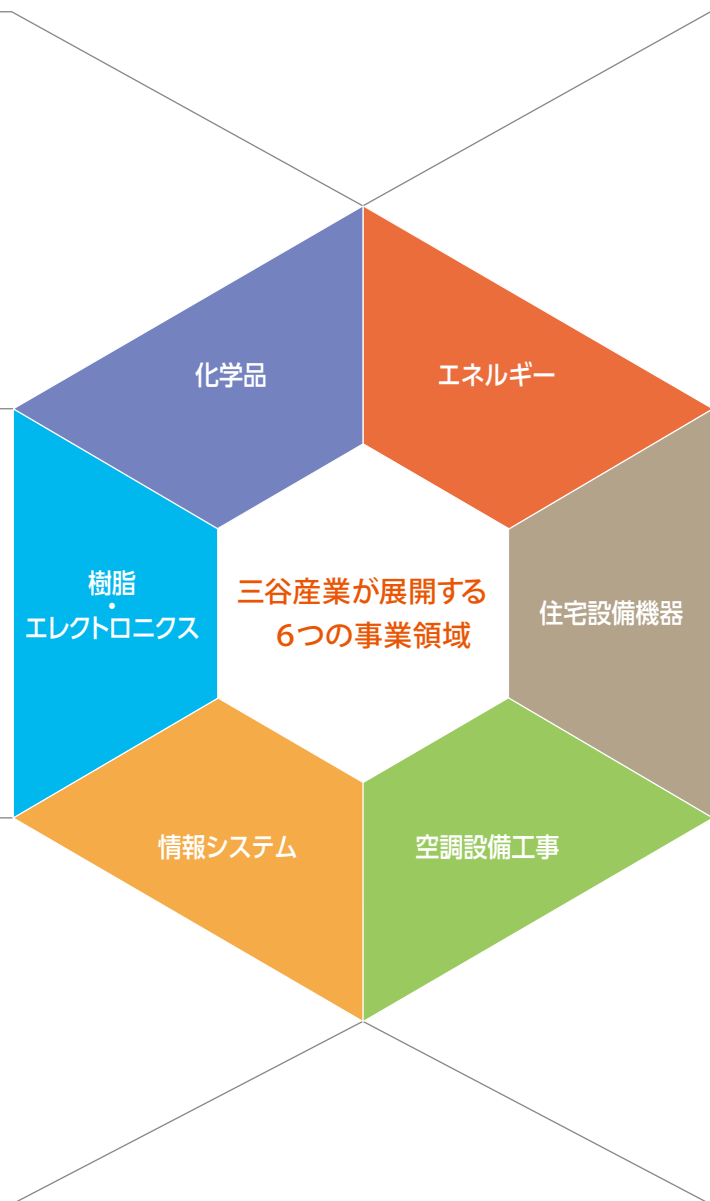 化学品
エネルギー
樹脂
・
エレクトロニクス
三谷産業が展開する
6つの事業領域
住宅設備機器
情報システム
空調設備工事